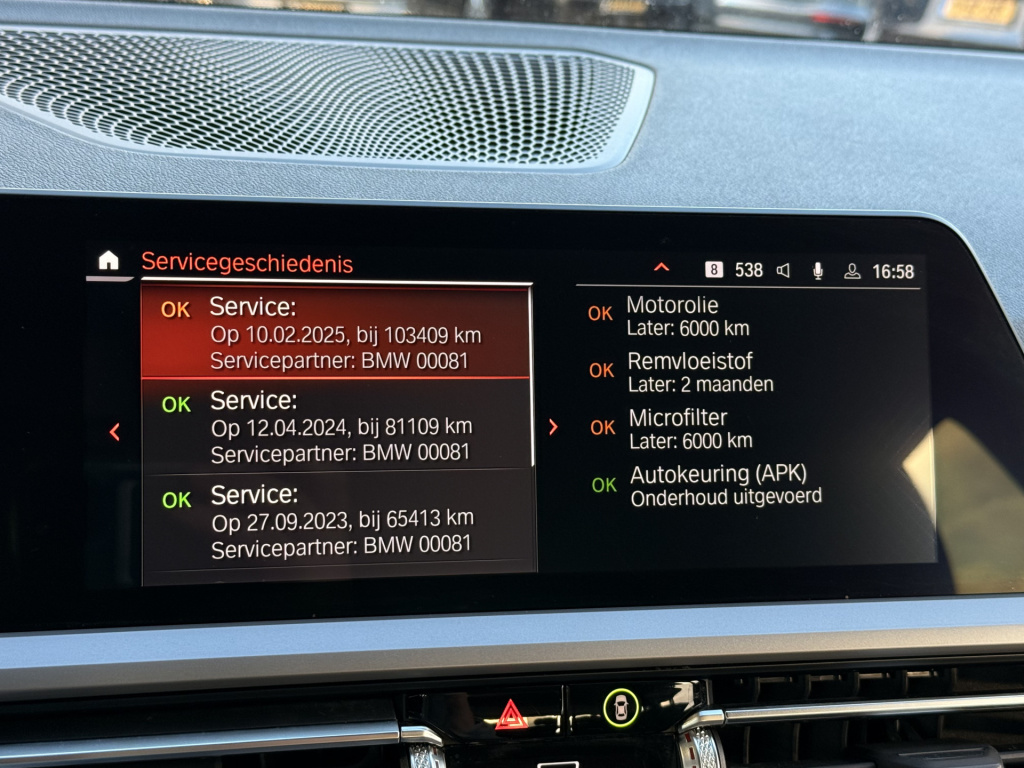 Servicegeschiedenis
8 538 16:58
OK Service:
Op 10.02.2025, bij 103409 km
Servicepartner: BMW 00081
OK Service:
Op 12.04.2024, bij 81109 km
Servicepartner: BMW 00081
OK Service:
Op 27.09.2023, bij 65413 km
Servicepartner: BMW 00081
OK Motorolie
Later: 6000 km
OK Remvloeistof
Later: 2 maanden
OK Microfilter
Later: 6000 km
OK Autokeuring (APK)
Onderhoud uitgevoerd